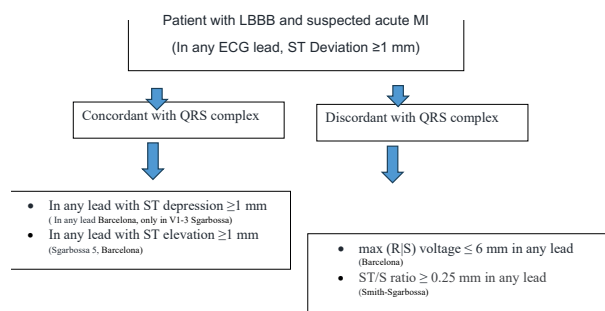 Patient with LBBB and suspected acute MI
(In any ECG lead, ST Deviation ≥1 mm)
Concordant with QRS complex
Discordant with QRS complex
• In any lead with ST depression ≥1 mm
( In any lead Barcelona, only in V1-3 Sgarbossa)
• In any lead with ST elevation ≥1 mm
(Sgarbossa 5, Barcelona)
• max (R|S) voltage ≤ 6 mm in any lead
(Barcelona)
• ST/S ratio ≥ 0.25 mm in any lead
(Smith-Sgarbossa)